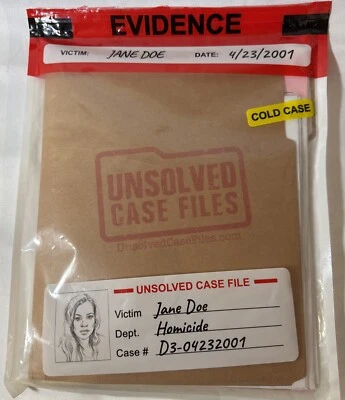 EVIDENCE
VICTIM: JANE DOE DATE: 4/23/2001
COLD CASE
UNSOLVED
CASE FILES
UnsolvedCaseFiles.com
UNSOLVED CASE FILE
Victim Jane Doe
Dept. Homicide
Case # D3-04232001